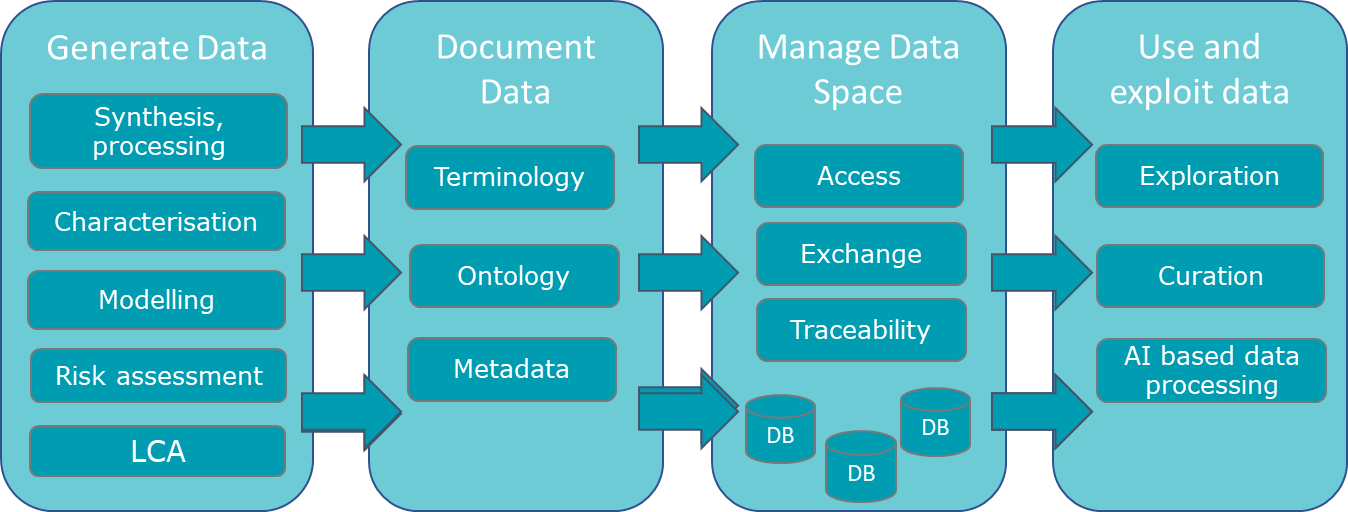 Generate Data
Synthesis,
processing
Characterisation
Modelling
Risk assessment
LCA
Document
Data
Terminology
Ontology
Metadata
Manage Data
Space
Access
Exchange
Traceability
DB
DB
DB
Use and
exploit data
Exploration
Curation
AI based data
processing